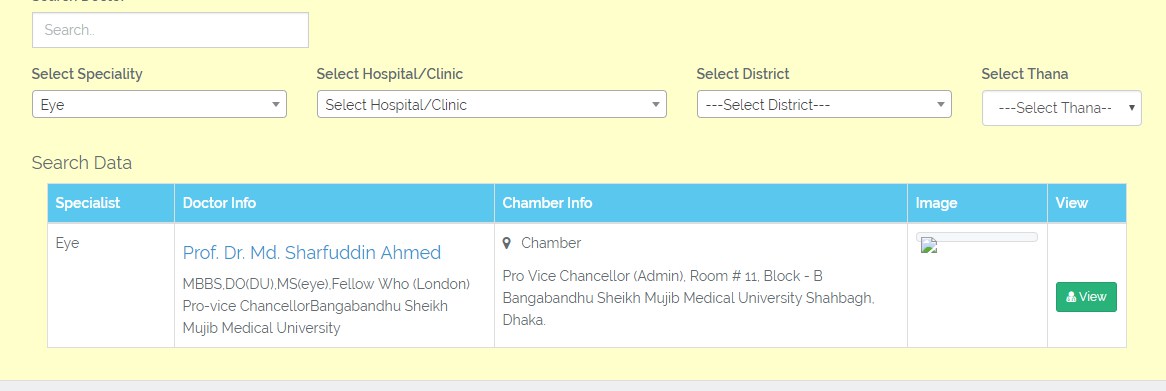 Search Doctor
Search..
Select Speciality
Select Hospital/Clinic
Select District
Select Thana
Eye
Select Hospital/Clinic
---Select District---
---Select Thana--
Search Data
Specialist
Doctor Info
Chamber Info
Image
View
Eye
Prof. Dr. Md. Sharfuddin Ahmed
MBBS,DO(DU),MS(eye),Fellow Who (London)
Pro-vice ChancellorBangabandhu Sheikh
Mujib Medical University
Chamber
Pro Vice Chancellor (Admin), Room # 11, Block - B
Bangabandhu Sheikh Mujib Medical University Shahbagh,
Dhaka.
View